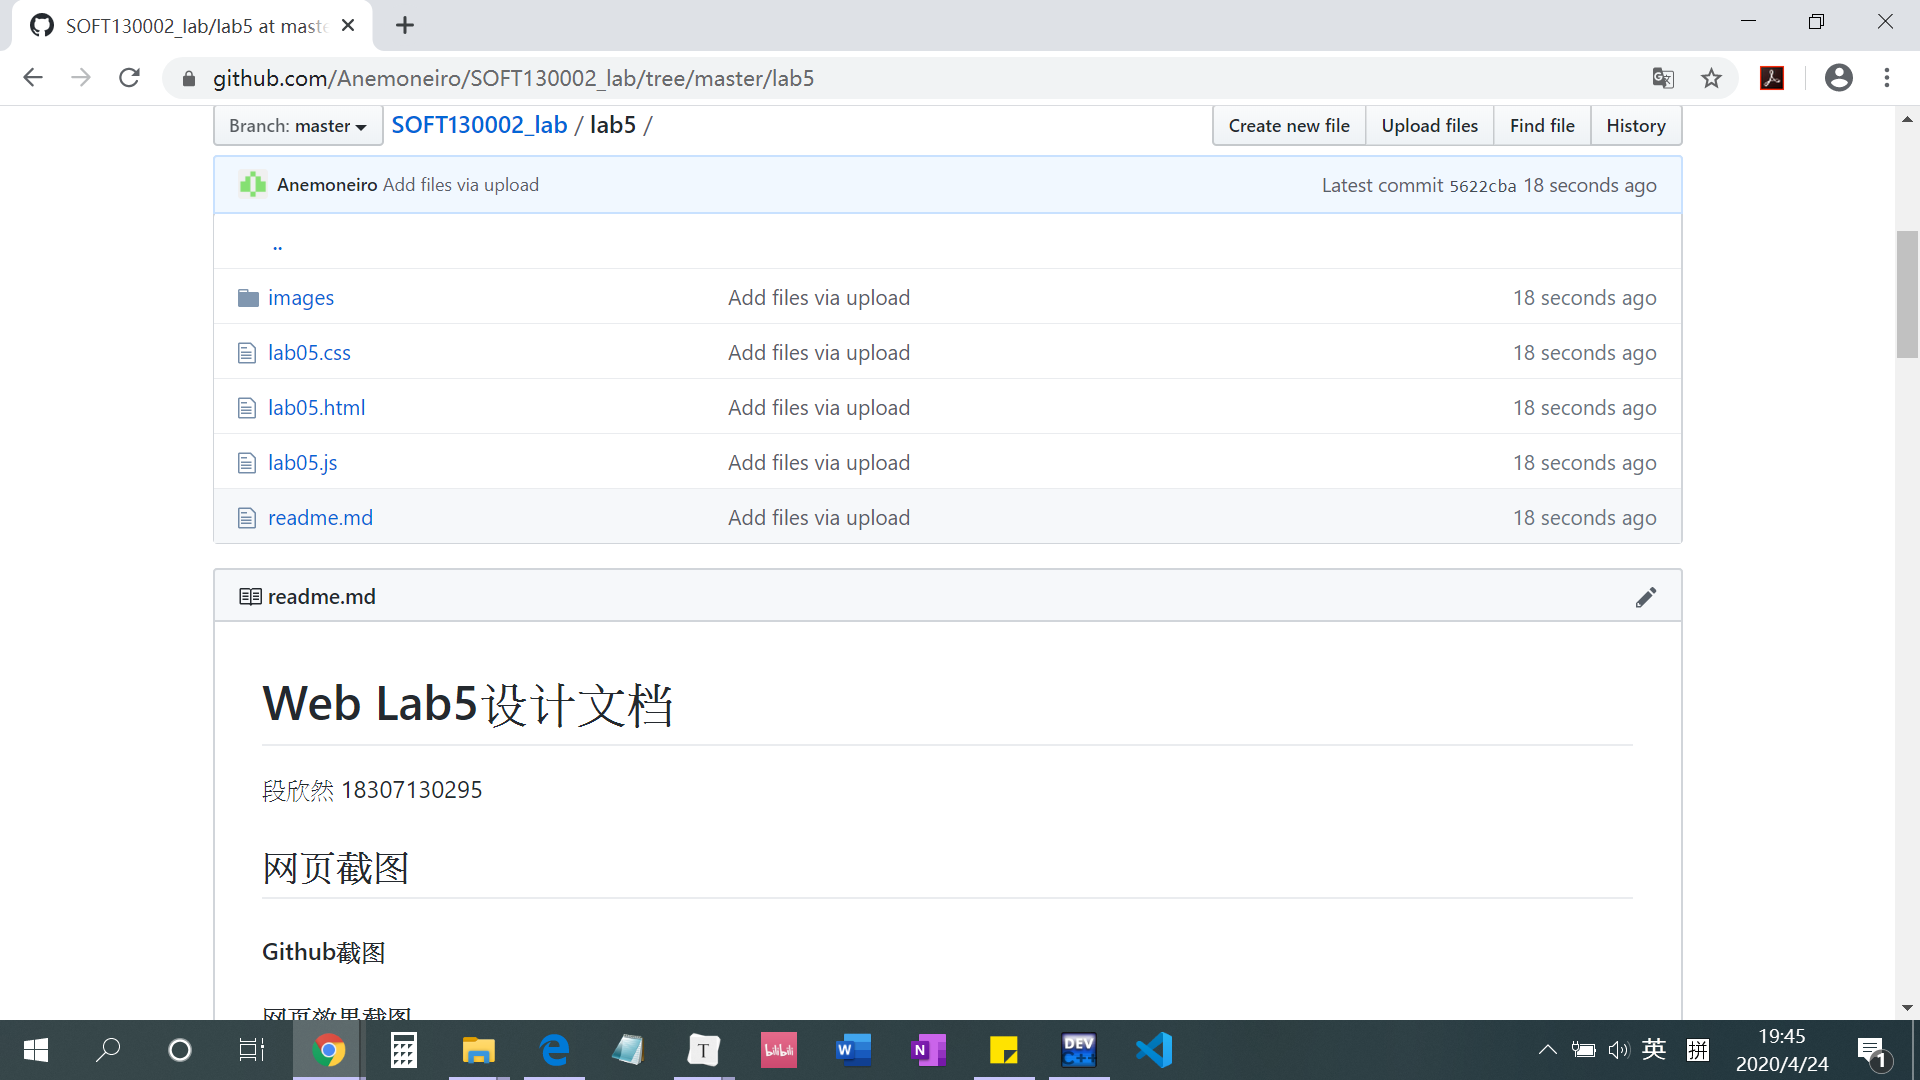 SOFT130002_lab/lab5 at mast
github.com/Anemoneiro/SOFT130002_lab/tree/master/lab5
Branch: master SOFT130002_lab / lab5 / Create new file Upload files Find file History
Anemoneiro Add files via upload Latest commit 5622cba 18 seconds ago
..
images Add files via upload 18 seconds ago
lab05.css Add files via upload 18 seconds ago
lab05.html Add files via upload 18 seconds ago
lab05.js Add files via upload 18 seconds ago
readme.md Add files via upload 18 seconds ago
readme.md
Web Lab5设计文档
段欣然 18307130295
网页截图
Github截图
网页效果截图
T bilibili W N DEV C++ 英 拼 19:45
2020/4/24 1